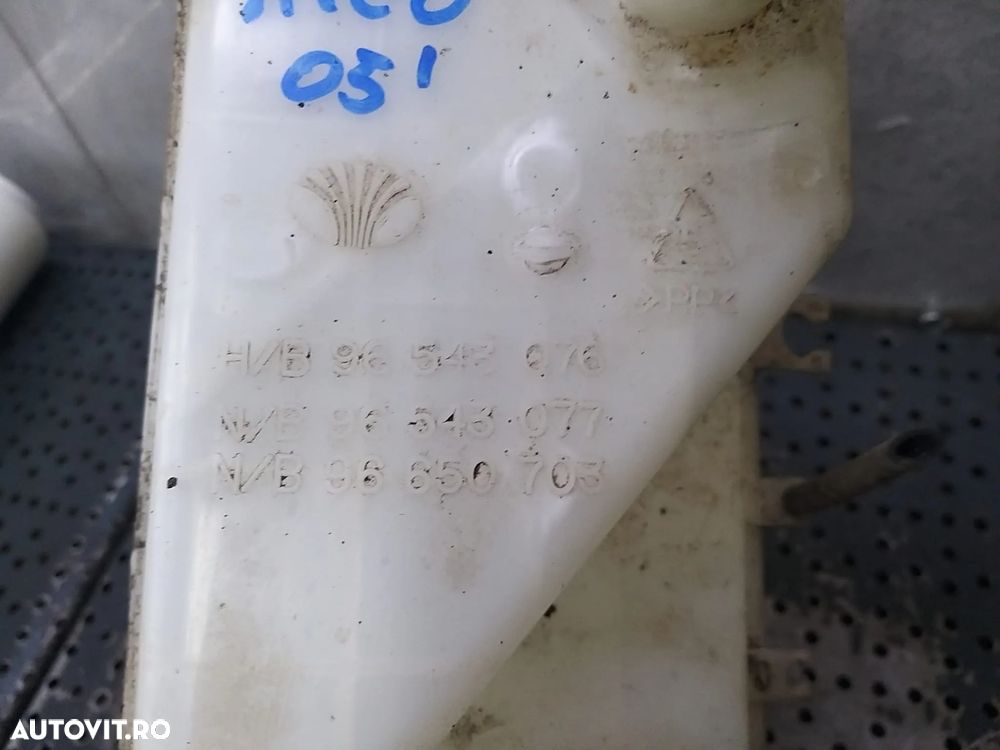 05'
>PP<
H/B 96 543 076
N/B 96 543 077
N/B 96 650 703
AUTOVIT.RO